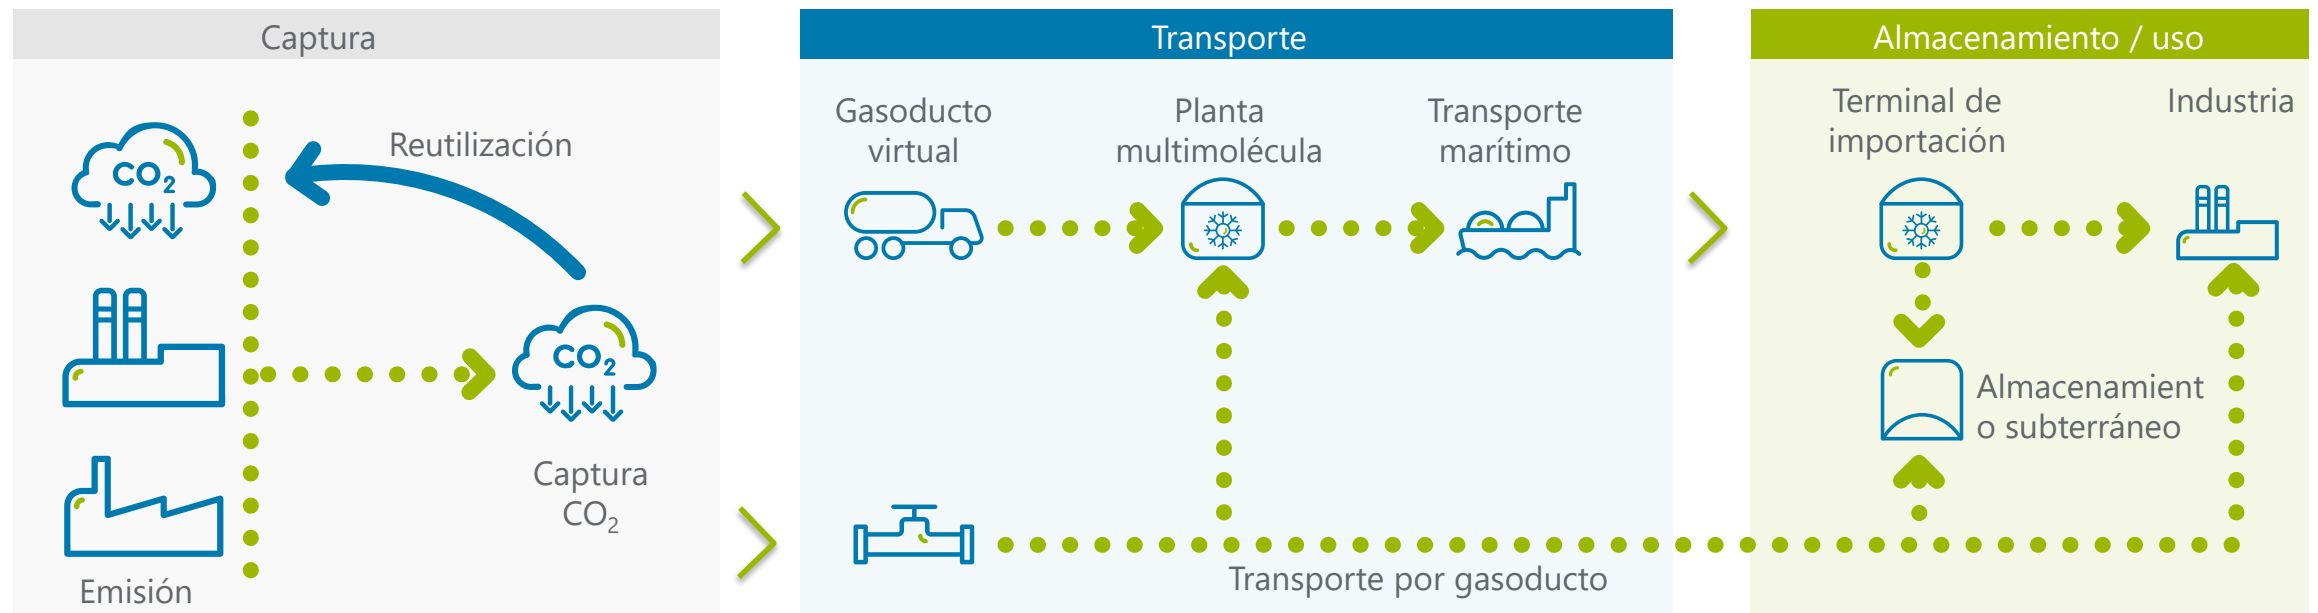 Captura
CO2
Reutilización
CO2
Captura
CO2
Emisión
Transporte
Gasoducto
virtual
Planta
multimolécula
Transporte
marítimo
Transporte por gasoducto
Almacenamiento / uso
Terminal de
importación
Industria
Almacenamient
o subterráneo